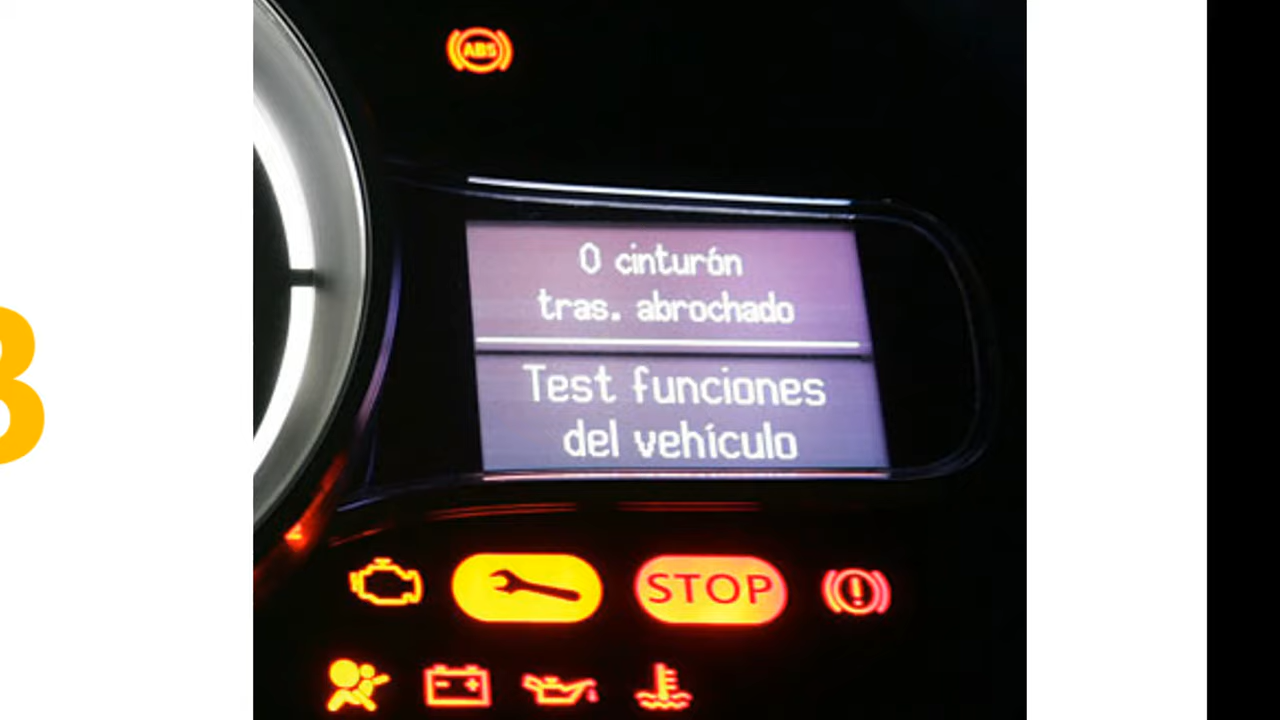 ABS
0 cinturón
tras. abrochado
Test funciones
del vehículo
STOP